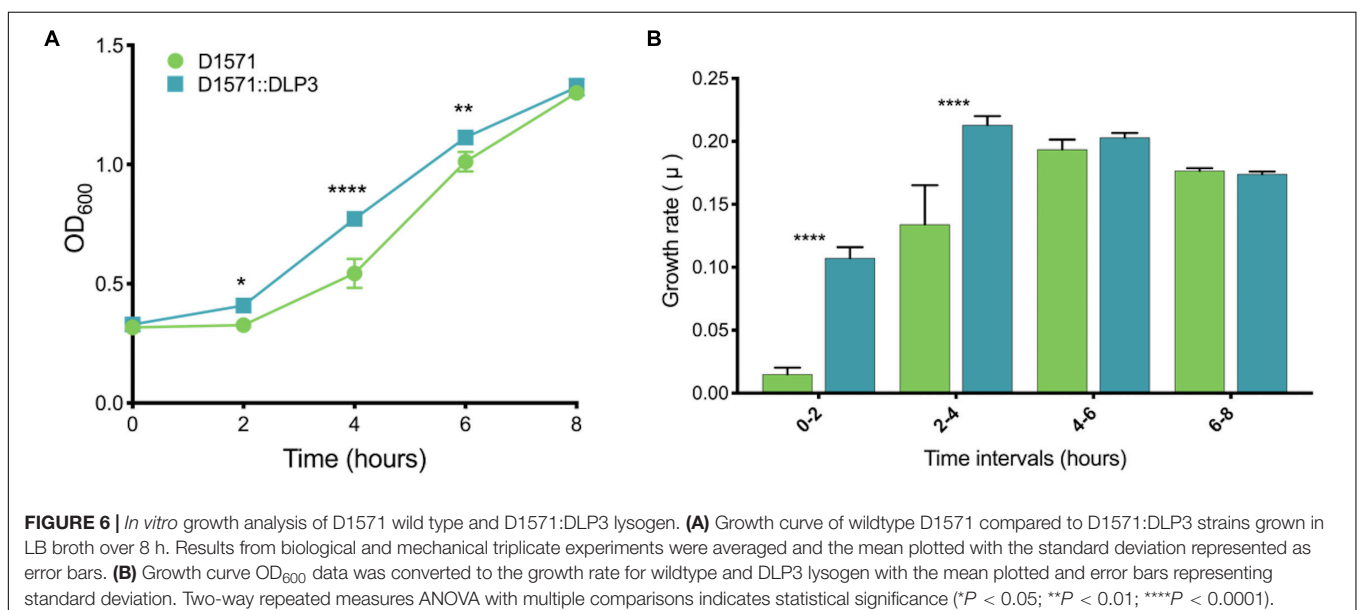 A
1.5
1.0
0.5
0.0
OD600
D1571
D1571::DLP3
*
****
**
0
2
4
6
8
Time (hours)
B
0.25
0.20
0.15
0.10
0.05
0.00
Growth rate ( μ )
****
****
0-2
2-4
4-6
6-8
Time intervals (hours)
FIGURE 6 | In vitro growth analysis of D1571 wild type and D1571:DLP3 lysogen. (A) Growth curve of wildtype D1571 compared to D1571:DLP3 strains grown in
LB broth over 8 h. Results from biological and mechanical triplicate experiments were averaged and the mean plotted with the standard deviation represented as
error bars. (B) Growth curve OD600 data was converted to the growth rate for wildtype and DLP3 lysogen with the mean plotted and error bars representing
standard deviation. Two-way repeated measures ANOVA with multiple comparisons indicates statistical significance (*P < 0.05; **P < 0.01; ****P < 0.0001).